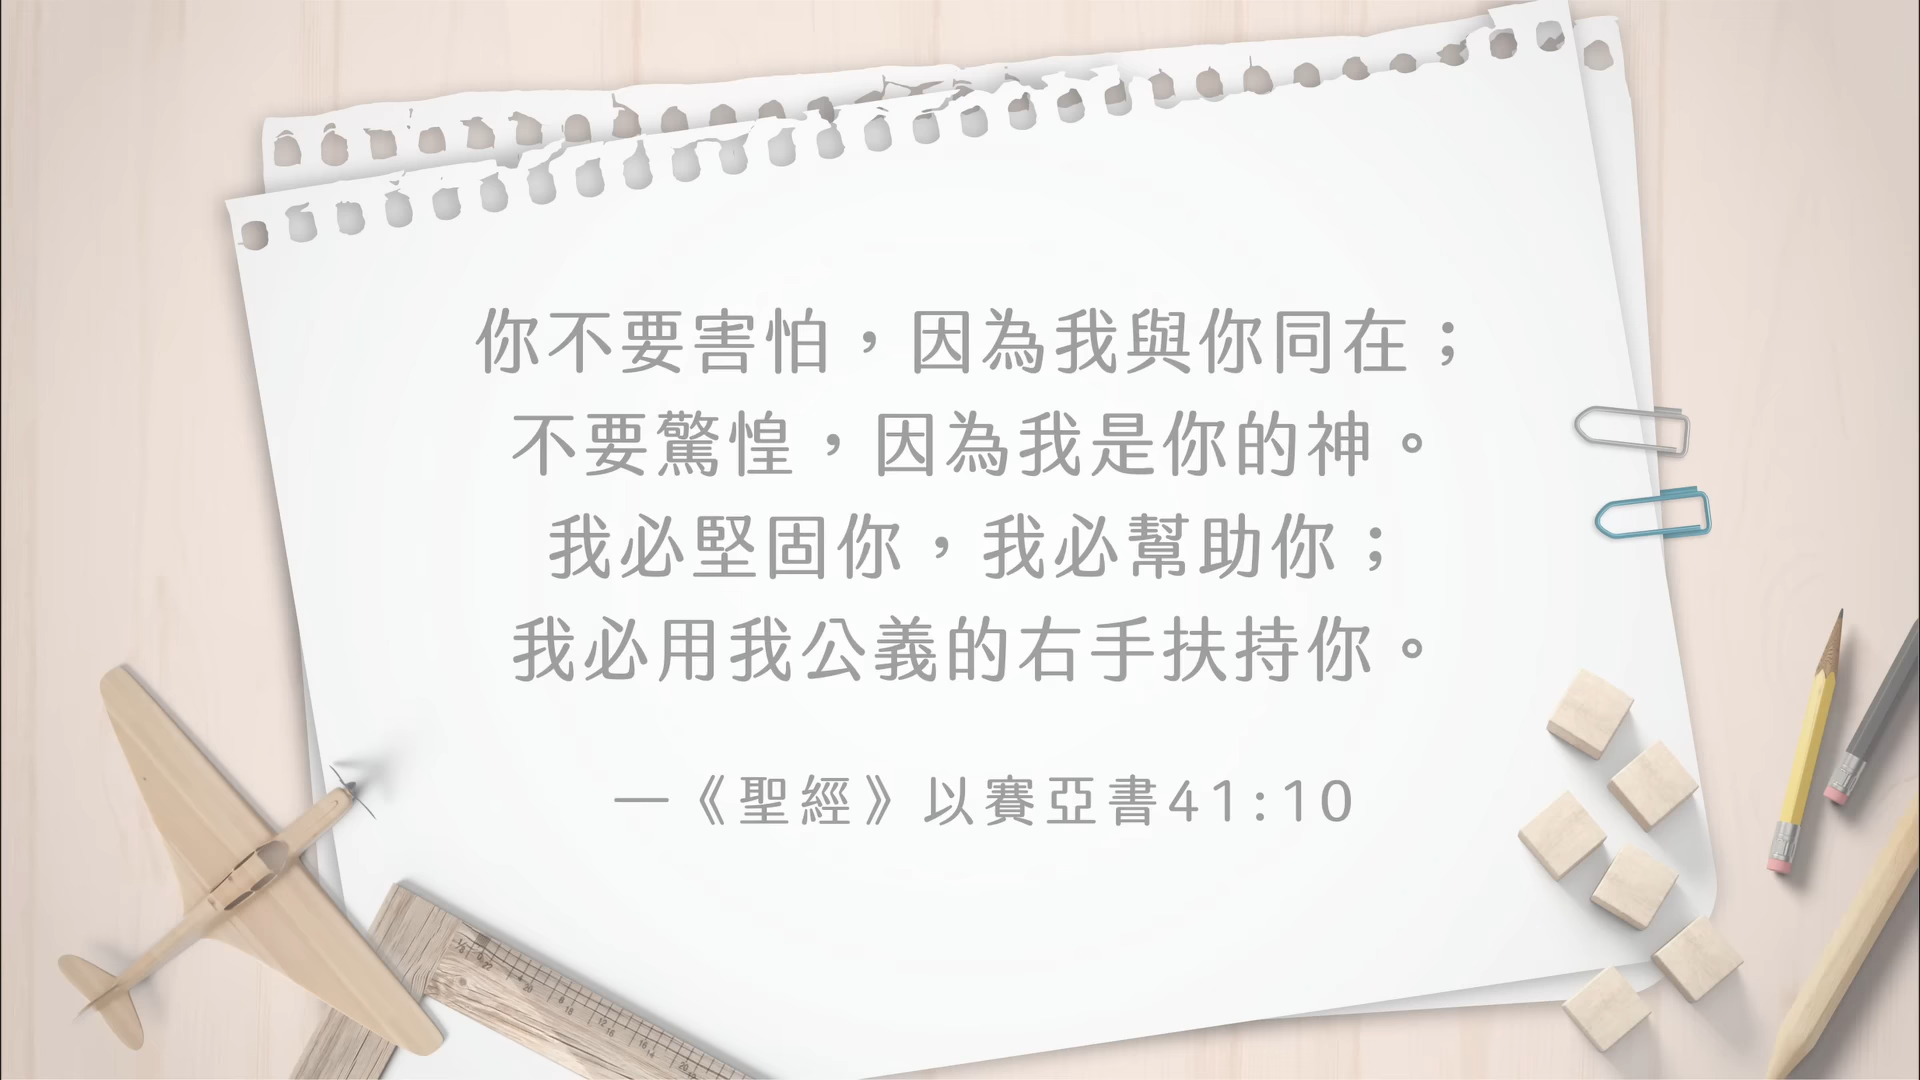 你不要害怕，因為我與你同在；
不要驚惶，因為我是你的神。
我必堅固你，我必幫助你；
我必用我公義的右手扶持你。
—《聖經》以賽亞書41:10